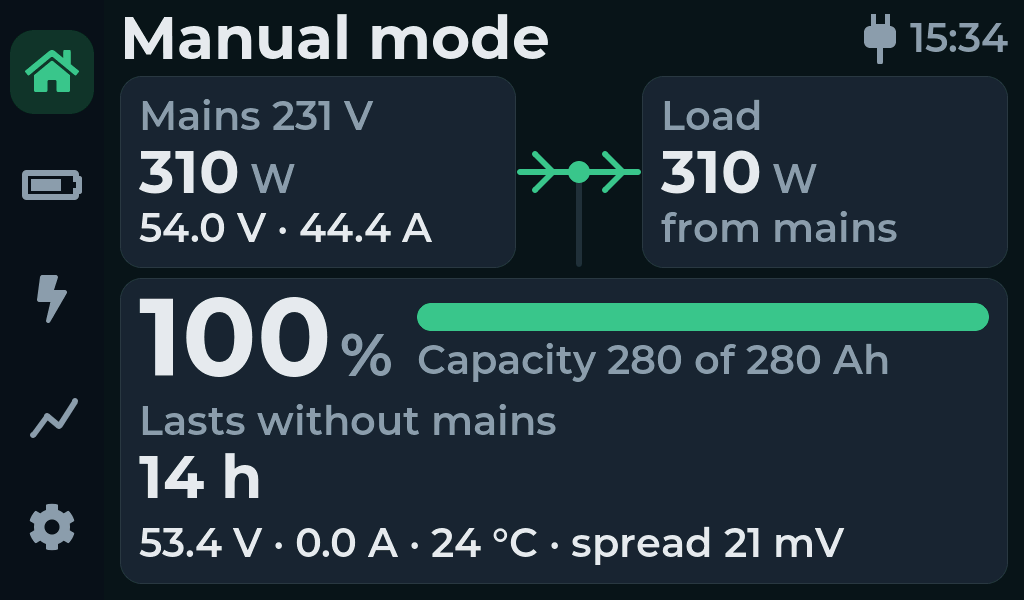 Manual mode
15:34
Mains 231 V
310 W
54.0 V · 44.4 A
Load
310 W
from mains
100 %
Capacity 280 of 280 Ah
Lasts without mains
14 h
53.4 V · 0.0 A · 24 °C · spread 21 mV